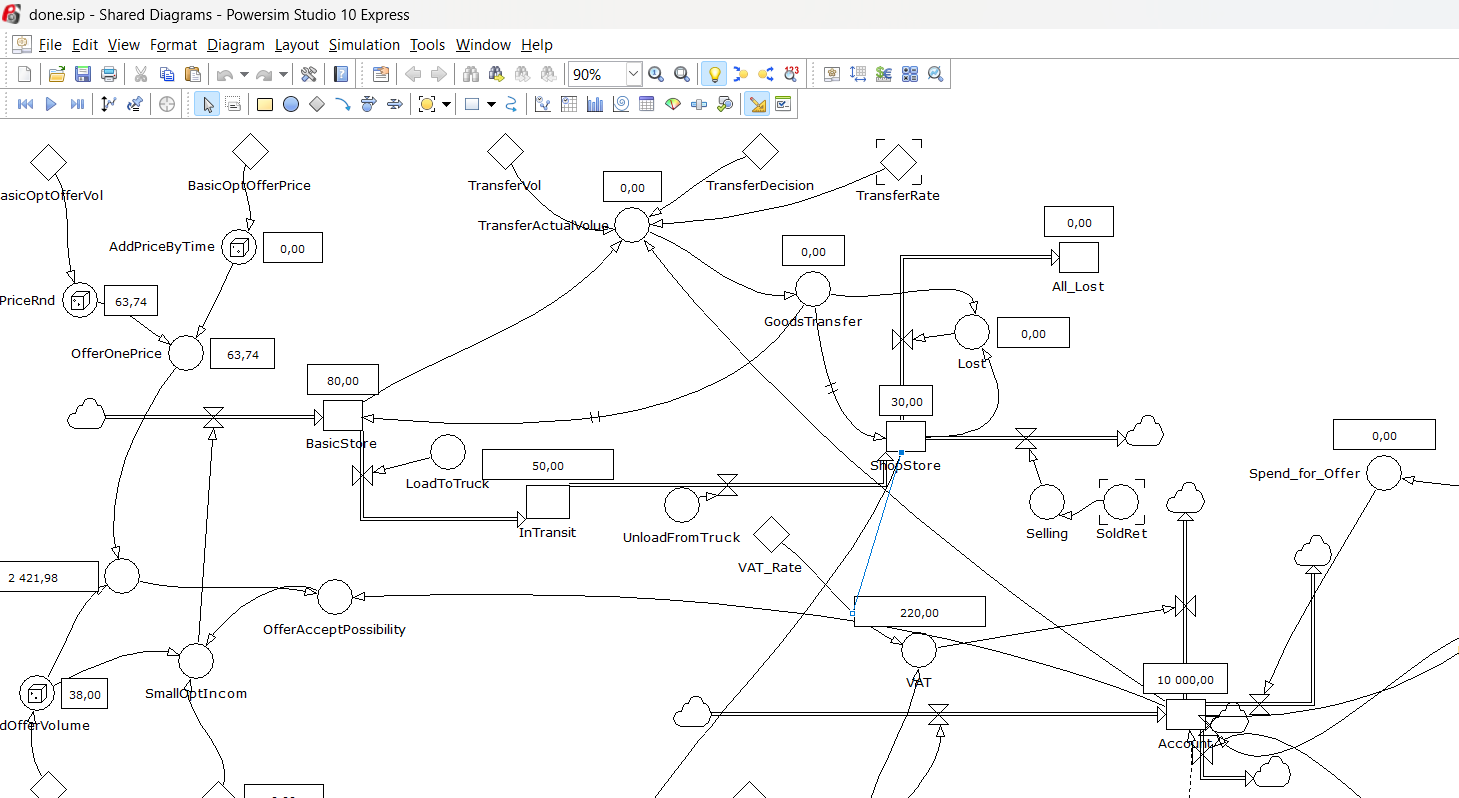 done.sip - Shared Diagrams - Powersim Studio 10 Express
File Edit View Format Diagram Layout Simulation Tools Window Help
90%
123
asicOptOfferVol
BasicOptOfferPrice
TransferVol
0,00
TransferDecision
TransferRate
TransferActualVolue
0,00
AddPriceByTime
0,00
0,00
All_Lost
PriceRnd
63,74
GoodsTransfer
0,00
Lost
OfferOnePrice
63,74
80,00
30,00
BasicStore
ShopStore
0,00
LoadToTruck
50,00
Spend_for_Offer
InTransit
UnloadFromTruck
Selling
SoldRet
VAT_Rate
2 421,98
220,00
OfferAcceptPossibility
VAT
10 000,00
38,00
SmallOptIncom
dOfferVolume
Account